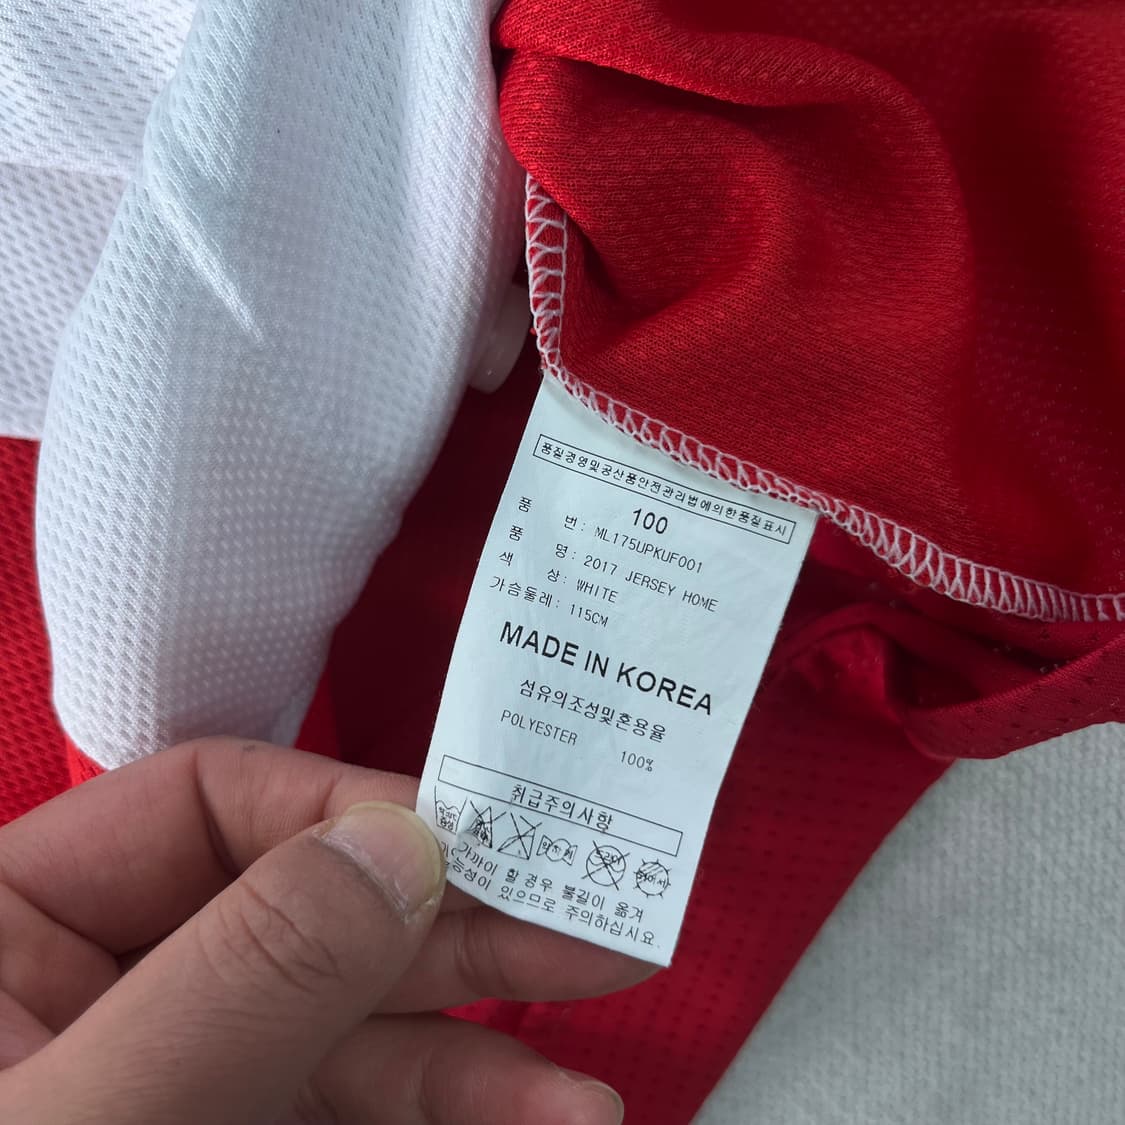 품질경영및공산품안전관리법에의한품질표시
100
품 번: ML175UPKUF001
품 명: 2017 JERSEY HOME
색 상: WHITE
가슴둘레: 115CM
MADE IN KOREA
섬유의조성및혼용율
POLYESTER 100%
취급주의사항
드라이
가까이 할 경우 불길이 옮겨
능성이 있으므로 주의하십시요.